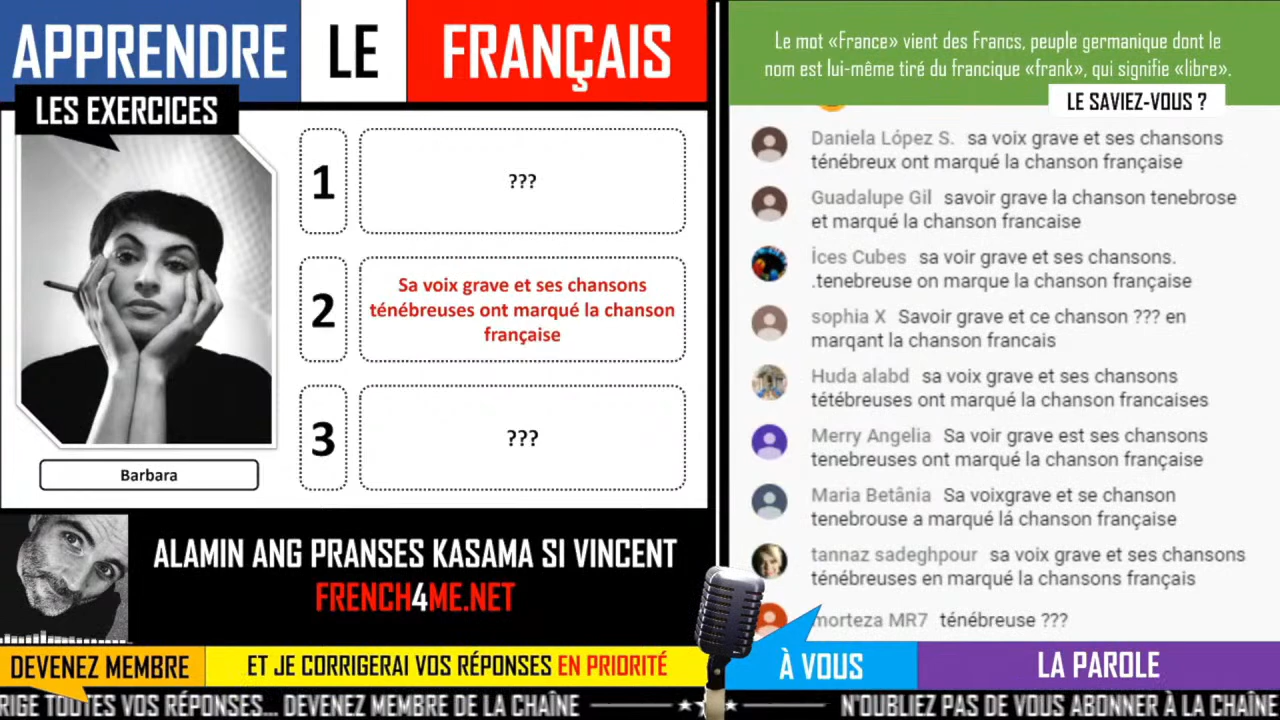 APPRENDRE LE FRANÇAIS
LES EXERCICES
Barbara
1
???
2
Sa voix grave et ses chansons
ténébreuses ont marqué la chanson
française
3
???
ALAMIN ANG PRANSES KASAMA SI VINCENT
FRENCH4ME.NET
DEVENEZ MEMBRE
ET JE CORRIGERAI VOS RÉPONSES EN PRIORITÉ
Le mot «France» vient des Francs, peuple germanique dont le
nom est lui-même tiré du francique «frank», qui signifie «libre».
LE SAVIEZ-VOUS ?
Daniela López S. sa voix grave et ses chansons
ténébreux ont marqué la chanson française
Guadalupe Gil savoir grave la chanson tenebrose
et marqué la chanson francaise
İces Cubes sa voir grave et ses chansons.
.tenebreuse on marque la chanson française
sophia X Savoir grave et ce chanson ??? en
marqant la chanson francais
Huda alabd sa voix grave et ses chansons
tétébreuses ont marqué la chanson francaises
Merry Angelia Sa voir grave est ses chansons
tenebreuses ont marqué la chanson française
Maria Betânia Sa voixgrave et se chanson
tenebrouse a marqué lá chanson française
tannaz sadeghpour sa voix grave et ses chansons
ténébreuses en marqué la chansons français
morteza MR7 ténébreuse ???
À VOUS
LA PAROLE
RIGE TOUTES VOS RÉPONSES... DEVENEZ MEMBRE DE LA CHAÎNE
N'OUBLIEZ PAS DE VOUS ABONNER À LA CHAÎNE